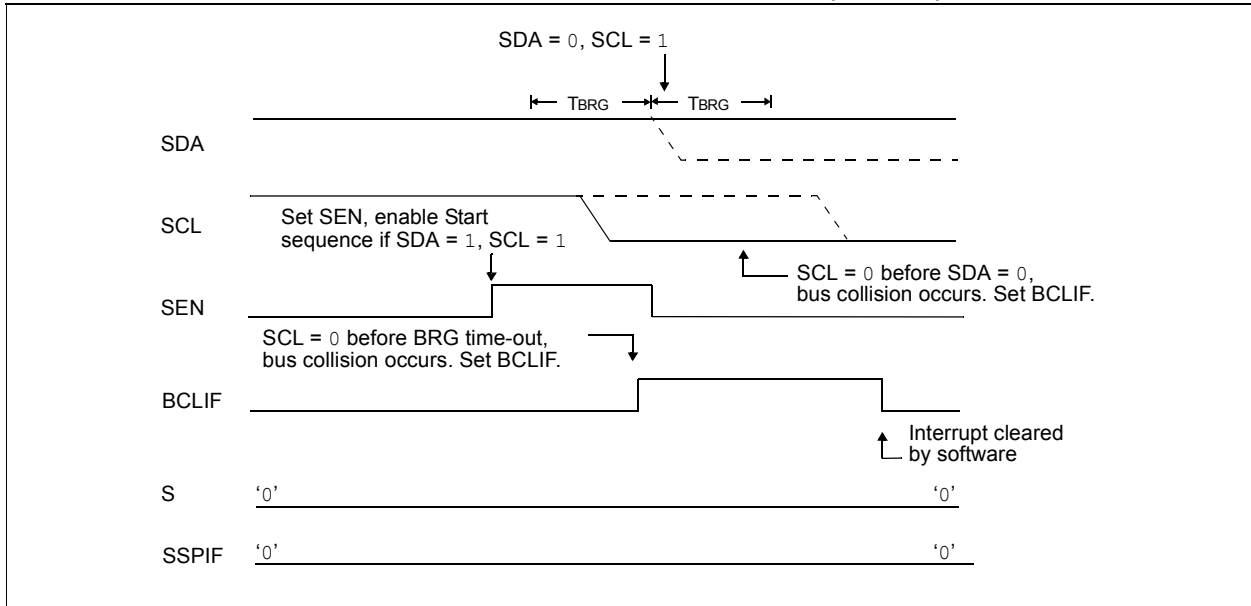 SDA = 0, SCL = 1
TBRG TBRG
SDA
SCL
Set SEN, enable Start
sequence if SDA = 1, SCL = 1
SCL = 0 before SDA = 0,
bus collision occurs. Set BCLIF.
SEN
SCL = 0 before BRG time-out,
bus collision occurs. Set BCLIF.
BCLIF
Interrupt cleared
by software
S ‘0’ ‘0’
SSPIF ‘0’ ‘0’